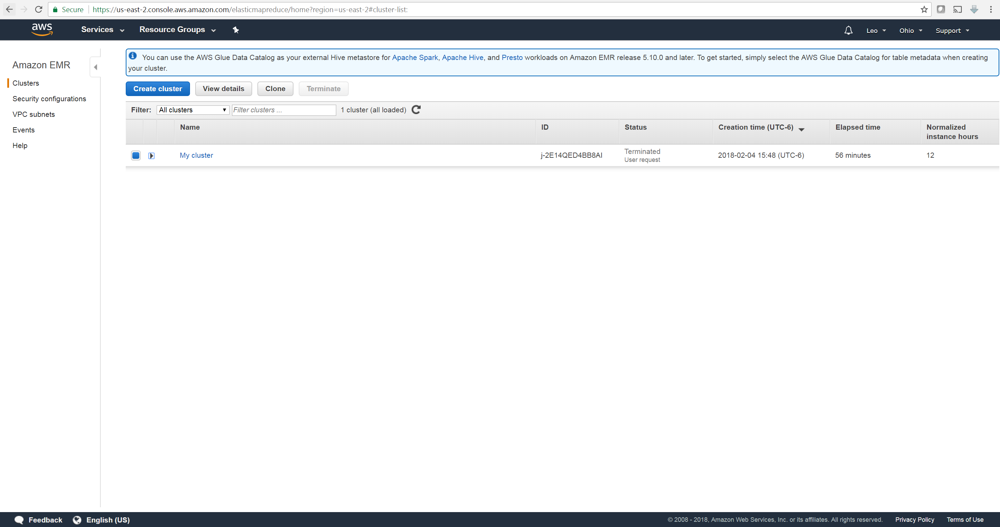 Secure https://us-east-2.console.aws.amazon.com/elasticmapreduce/home?region=us-east-2#cluster-list:
aws Services Resource Groups Leo Ohio Support
Amazon EMR
Clusters
Security configurations
VPC subnets
Events
Help
You can use the AWS Glue Data Catalog as your external Hive metastore for Apache Spark, Apache Hive, and Presto workloads on Amazon EMR release 5.10.0 and later. To get started, simply select the AWS Glue Data Catalog for table metadata when creating
your cluster.
Create cluster View details Clone Terminate
Filter: All clusters Filter clusters ... 1 cluster (all loaded)
Name ID Status Creation time (UTC-6) Elapsed time Normalized
instance hours
My cluster j-2E14QED4BB8AI Terminated 2018-02-04 15:48 (UTC-6) 56 minutes 12
User request
Feedback English (US) © 2008 - 2018, Amazon Web Services, Inc. or its affiliates. All rights reserved. Privacy Policy Terms of Use